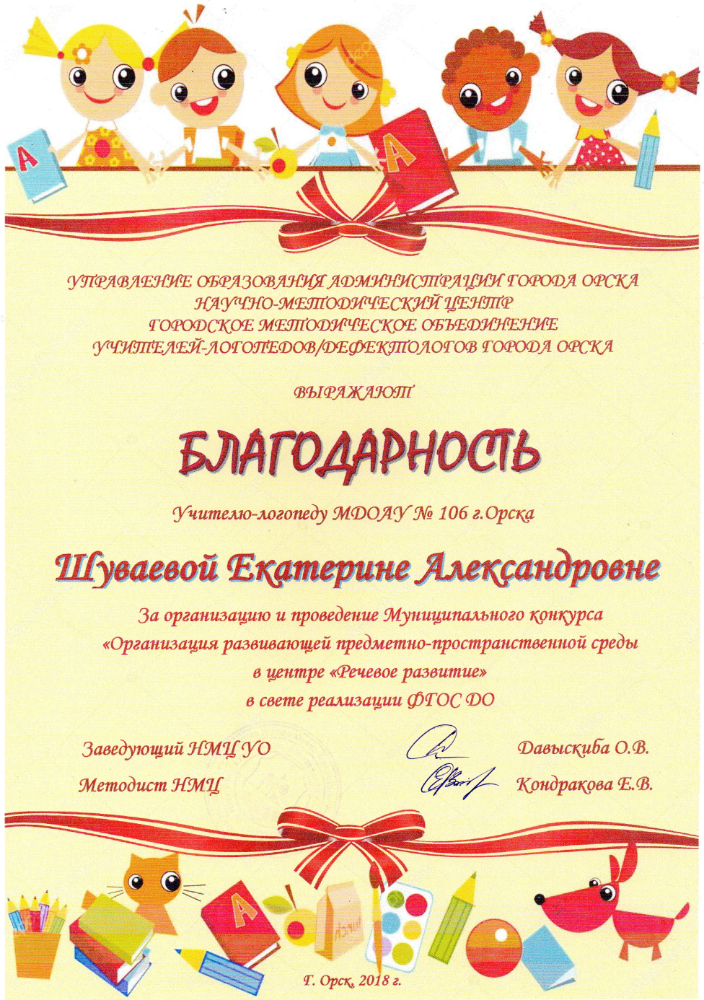 А
А
УПРАВЛЕНИЕ ОБРАЗОВАНИЯ АДМИНИСТРАЦИИ ГОРОДА ОРСКА
НАУЧНО-МЕТОДИЧЕСКИЙ ЦЕНТР
ГОРОДСКОЕ МЕТОДИЧЕСКОЕ ОБЪЕДИНЕНИЕ
УЧИТЕЛЕЙ-ЛОГОПЕДОВ/ДЕФЕКТОЛОГОВ ГОРОДА ОРСКА
ВЫРАЖАЮТ
БЛАГОДАРНОСТЬ
Учителю-логопеду МДОАУ № 106 г.Орска
Шуваевой Екатерине Александровне
За организацию и проведение Муниципального конкурса
«Организация развивающей предметно-пространственной среды
в центре «Речевое развитие»
в свете реализации ФГОС ДО
Заведующий НМЦ УО Давыскиба О.В.
Методист НМЦ Кондракова Е.В.
А
lunch
Г. Орск, 2018 г.